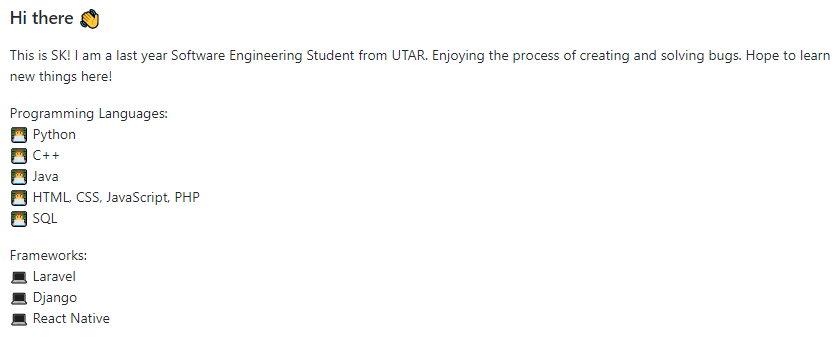 Hi there 👋
This is SK! I am a last year Software Engineering Student from UTAR. Enjoying the process of creating and solving bugs. Hope to learn
new things here!
Programming Languages:
👨‍💻 Python
👨‍💻 C++
👨‍💻 Java
👨‍💻 HTML, CSS, JavaScript, PHP
👨‍💻 SQL
Frameworks:
💻 Laravel
💻 Django
💻 React Native